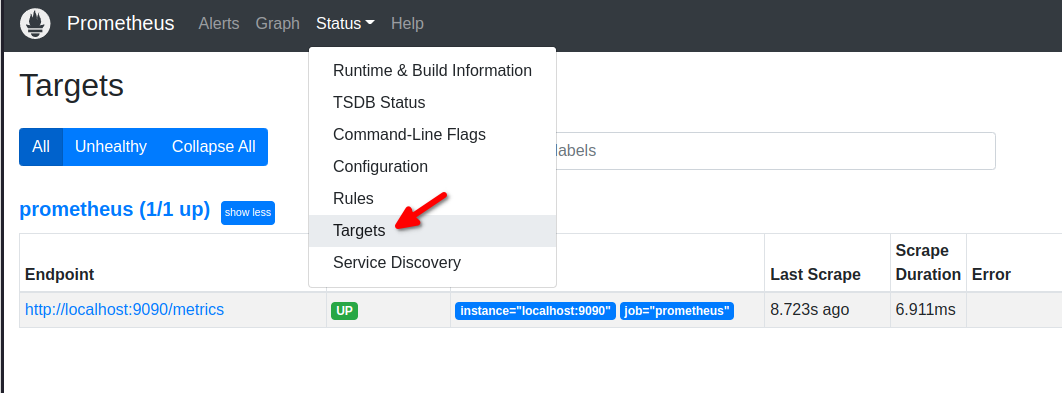 Prometheus Alerts Graph Status Help
Runtime & Build Information
TSDB Status
Command-Line Flags
Configuration
Rules
Targets
Service Discovery
Targets
All Unhealthy Collapse All
labels
prometheus (1/1 up) show less
Endpoint Last Scrape Scrape Duration Error
http://localhost:9090/metrics UP instance="localhost:9090" job="prometheus" 8.723s ago 6.911ms